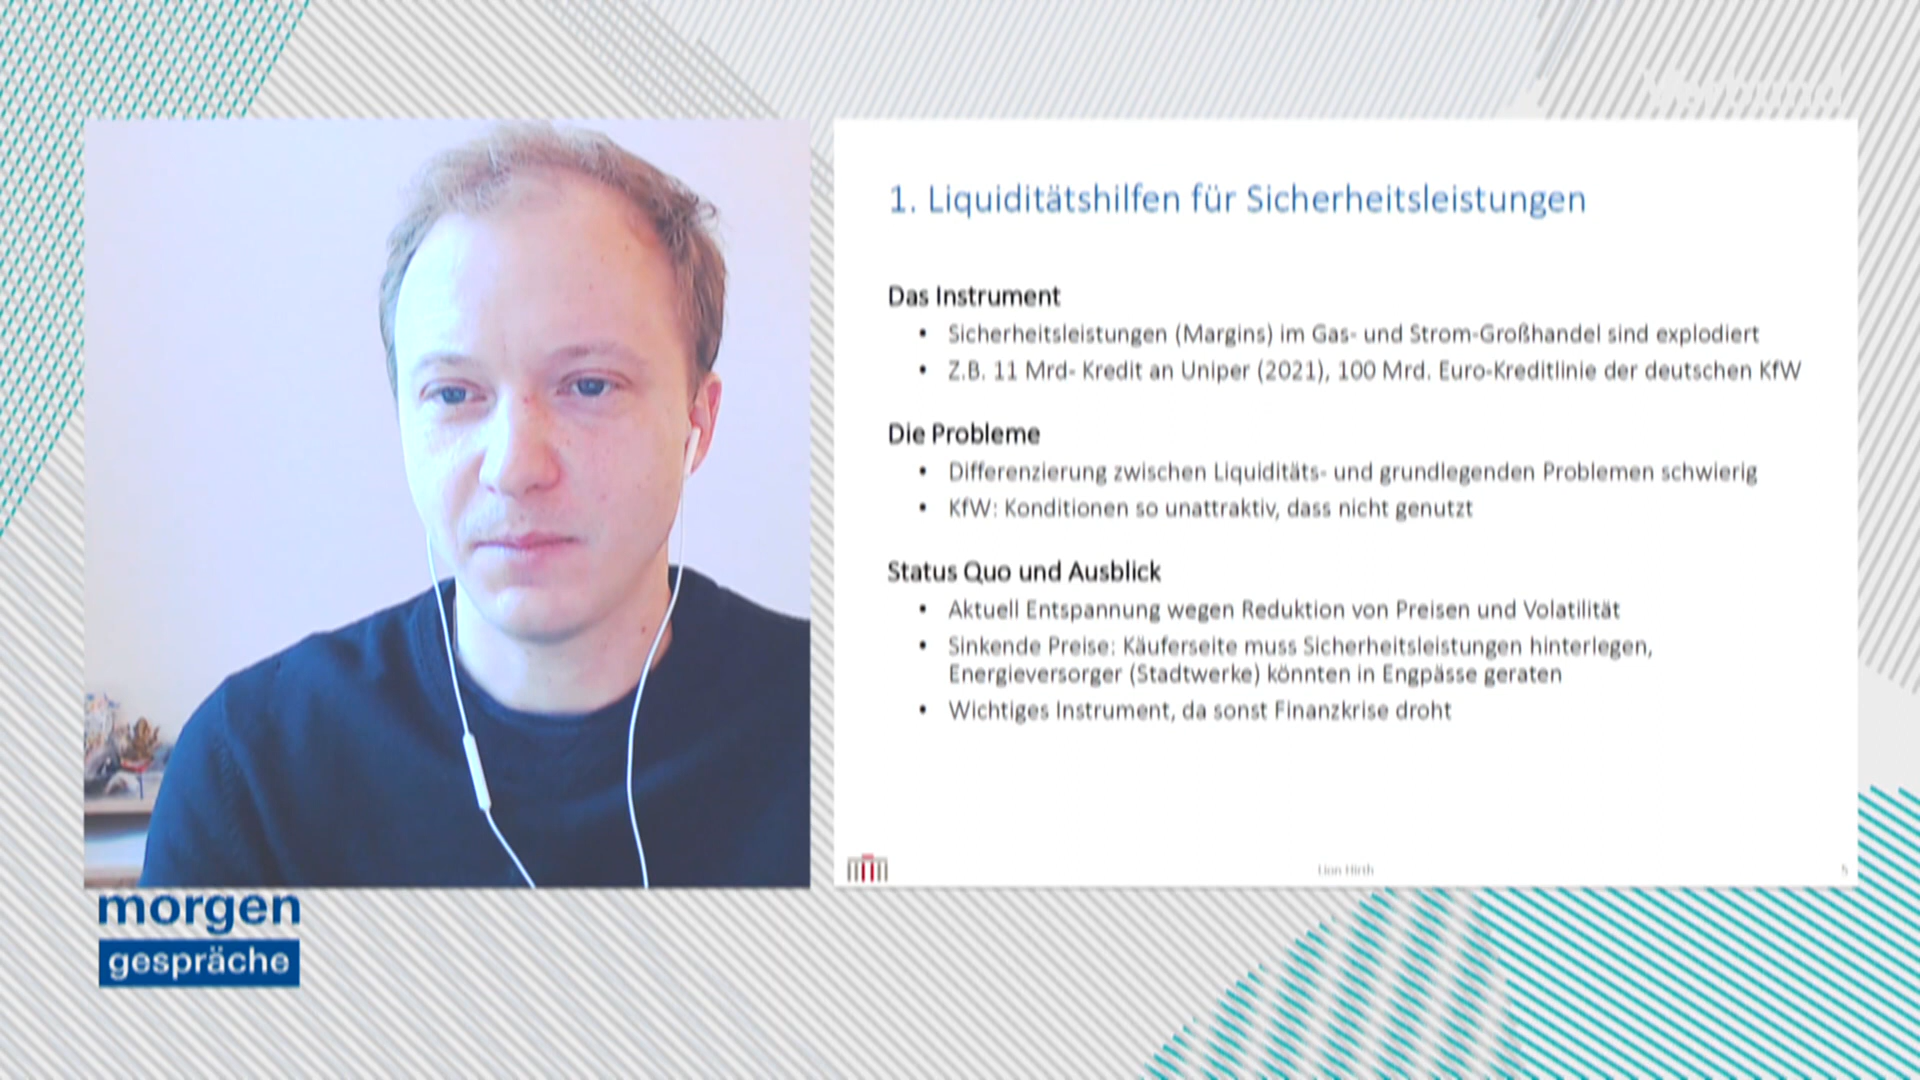 Verbund
1. Liquiditätshilfen für Sicherheitsleistungen
Das Instrument
• Sicherheitsleistungen (Margins) im Gas- und Strom-Großhandel sind explodiert
• Z.B. 11 Mrd- Kredit an Uniper (2021), 100 Mrd. Euro-Kreditlinie der deutschen KfW
Die Probleme
• Differenzierung zwischen Liquiditäts- und grundlegenden Problemen schwierig
• KfW: Konditionen so unattraktiv, dass nicht genutzt
Status Quo und Ausblick
• Aktuell Entspannung wegen Reduktion von Preisen und Volatilität
• Sinkende Preise: Käuferseite muss Sicherheitsleistungen hinterlegen,
Energieversorger (Stadtwerke) könnten in Engpässe geraten
• Wichtiges Instrument, da sonst Finanzkrise droht
Lion Hirth
5
morgen
gespräche